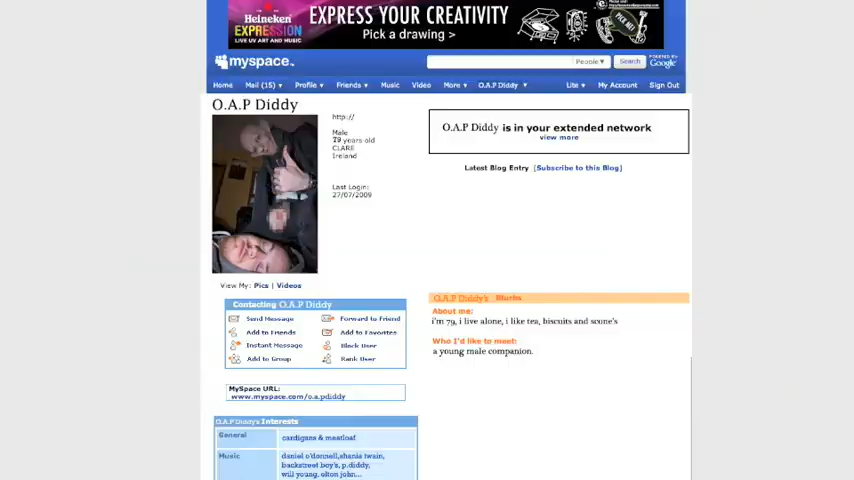 Heineken
EXPRESSION
LIVE UV ART AND MUSIC
EXPRESS YOUR CREATIVITY
Pick a drawing >
PICK ME!
myspace
People
Search
POWERED BY
Google
Home Mail (15) Profile Friends Music Video More O.A.P Diddy Lite My Account Sign Out
O.A.P Diddy
http://
Male
79 years old
CLARE
Ireland
Last Login:
27/07/2009
O.A.P Diddy is in your extended network
view more
Latest Blog Entry [Subscribe to this Blog]
View My: Pics | Videos
Contacting O.A.P Diddy
Send Message Forward to Friend
Add to Friends Add to Favorites
Instant Message Block User
Add to Group Rank User
MySpace URL:
www.myspace.com/o.a.pdiddy
O.A.P Diddy's Blurbs
About me:
i'm 79, i live alone, i like tea, biscuits and scone's
Who I'd like to meet:
a young male companion.
O.A.P Diddy's Interests
General cardigans & meatloaf
Music daniel o'donnell,shania twain,
backstreet boy's, p.diddy,
will young, elton john...